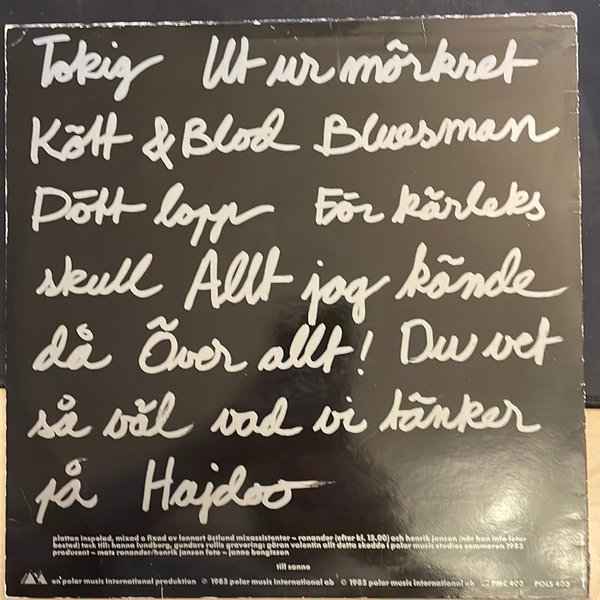 Tokig Ut ur mörkret
Kött & Blod Bluesman
Dött lopp För kärleks
skull Allt jag kände
då Över allt! Du vet
så väl vad vi tänker
på Hajdoo
plattan inspelad, mixad o fixad av lennart östlund mixassistenter – ronander (efter kl. 15.00) och henrik janson (när han inte lotar
bastad) tack till: hanne lundberg, gunders rullis gravering: göran valentin allt detta skedde i polar music studios sommaren 1983
producent – mats ronander/henrik janson foto – janne bengtsson
till sanne
en polar music international produktion ℗ 1983 polar music international ab © 1983 polar music international ab PMC 403 POLS 403